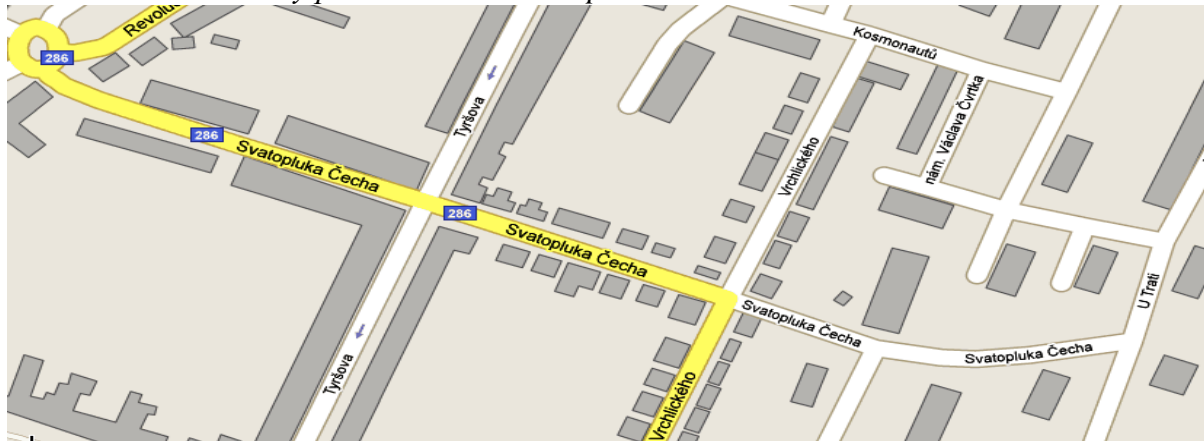 Revoluč
Kosmonautů
286
Tyršova
nám. Václava Čvrtka
286
Svatopluka Čecha
Vrchlického
286
Svatopluka Čecha
U Trati
Svatopluka Čecha
Svatopluka Čecha
Tyršova
Vrchlického